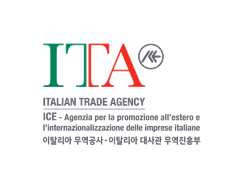 ITA
ITALIAN TRADE AGENCY
ICE - Agenzia per la promozione all'estero e
l'internazionalizzazione delle imprese italiane
이탈리아 무역공사 - 이탈리아 대사관 무역진흥부